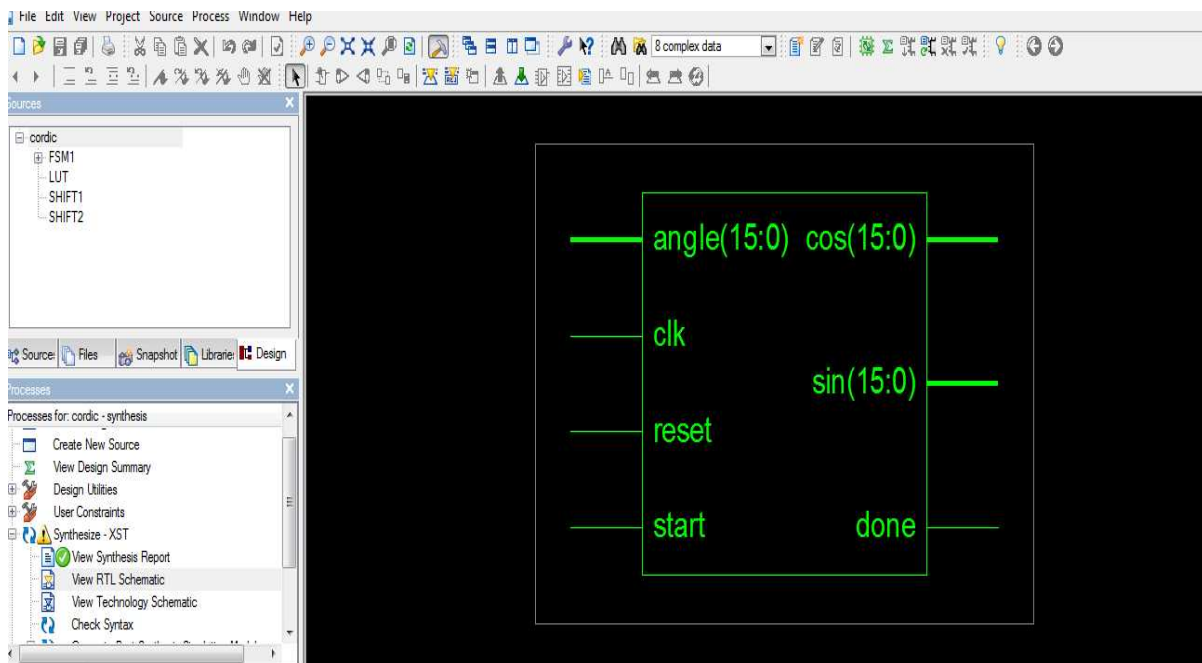 File Edit View Project Source Process Window Help
8 complex data
Sources
cordic
FSM1
LUT
SHIFT1
SHIFT2
Source Files Snapshot Librarie Design
Processes
Processes for: cordic - synthesis
Create New Source
View Design Summary
Design Utilities
User Constraints
Synthesize - XST
View Synthesis Report
View RTL Schematic
View Technology Schematic
Check Syntax
angle(15:0) cos(15:0)
clk
sin(15:0)
reset
start done